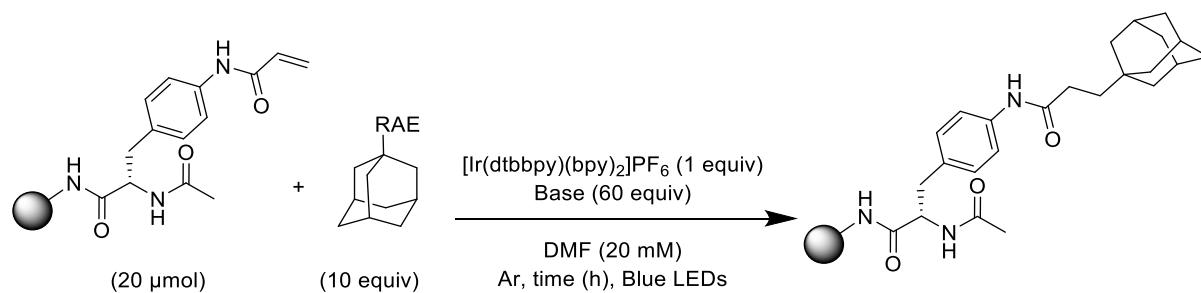 H
N
O
H
N
O
N
H
O
(20 µmol)
+
RAE
(10 equiv)
[Ir(dtbbpy)(bpy)2]PF6 (1 equiv)
Base (60 equiv)
DMF (20 mM)
Ar, time (h), Blue LEDs
H
N
O
H
N
O
N
H
O